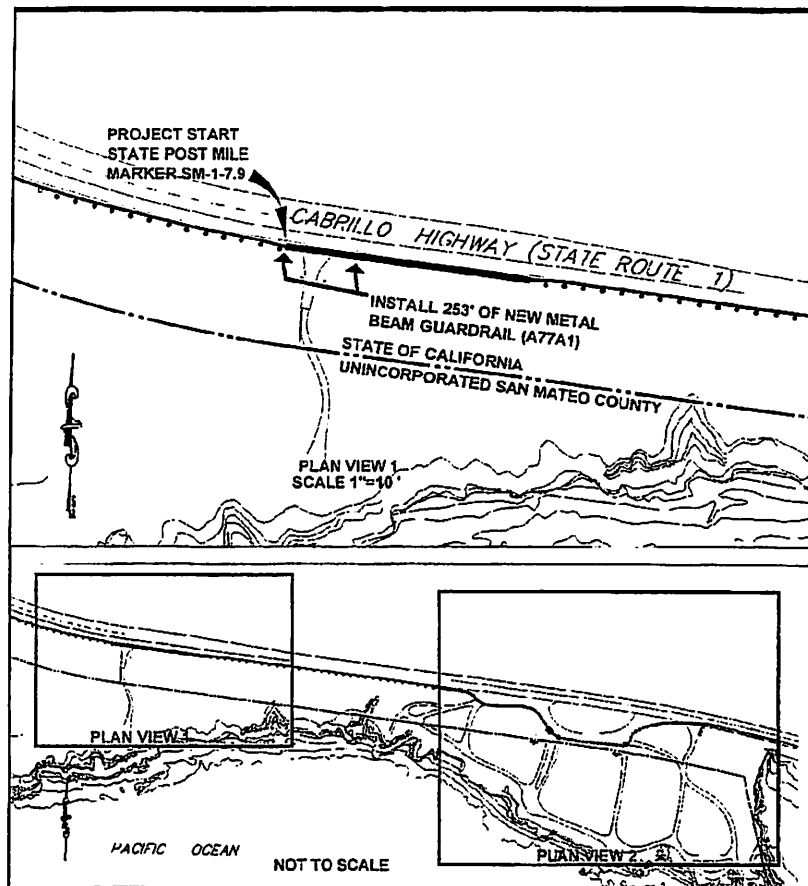 PROJECT START
STATE POST MILE
MARKER SM-1-7.9
CABRILLO HIGHWAY (STATE ROUTE 1)
INSTALL 253' OF NEW METAL
BEAM GUARDRAIL (A77A1)
STATE OF CALIFORNIA
UNINCORPORATED SAN MATEO COUNTY
PLAN VIEW 1
SCALE 1"=10'
PLAN VIEW 1
PLAN VIEW 2
PACIFIC OCEAN
NOT TO SCALE